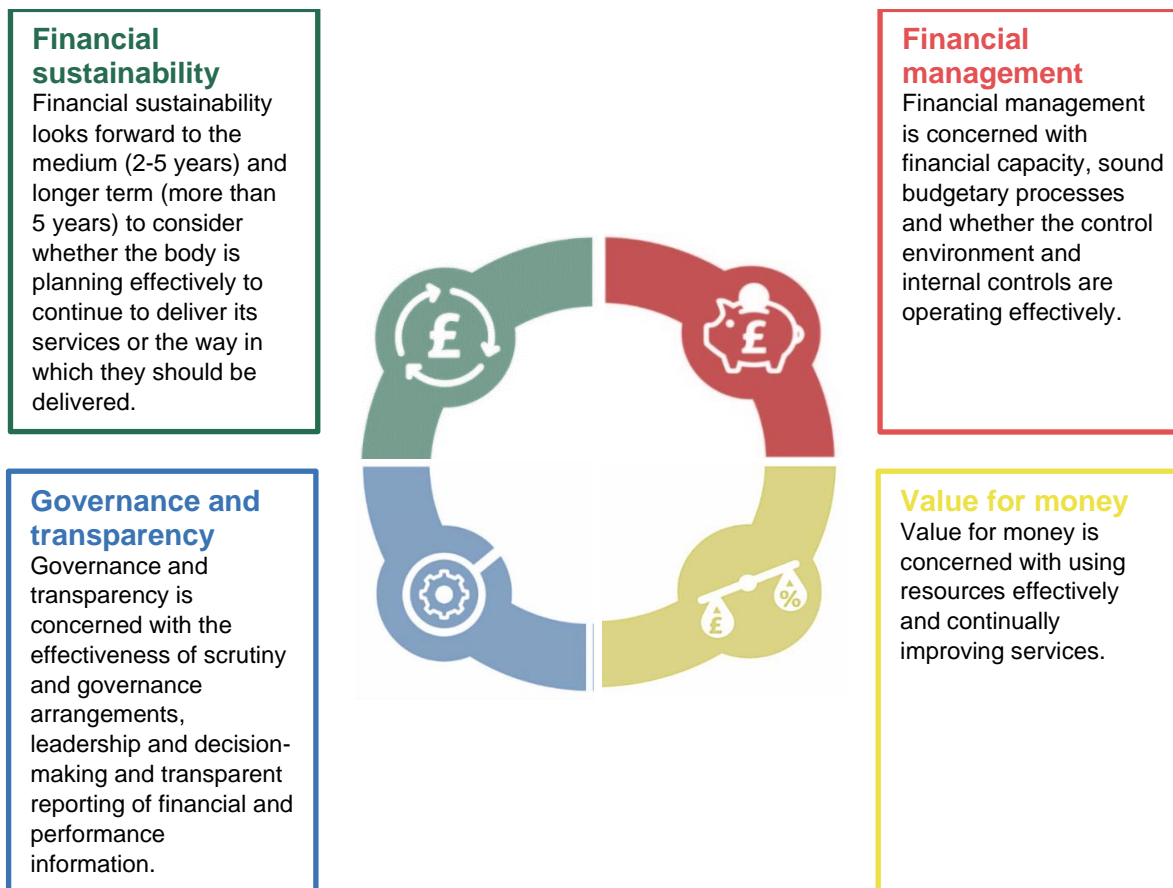 Financial
sustainability
Financial sustainability
looks forward to the
medium (2-5 years) and
longer term (more than
5 years) to consider
whether the body is
planning effectively to
continue to deliver its
services or the way in
which they should be
delivered.
Financial
management
Financial management
is concerned with
financial capacity, sound
budgetary processes
and whether the control
environment and
internal controls are
operating effectively.
£
£
Governance and
transparency
Governance and
transparency is
concerned with the
effectiveness of scrutiny
and governance
arrangements,
leadership and decision-
making and transparent
reporting of financial and
performance
information.
£
%
Value for money
Value for money is
concerned with using
resources effectively
and continually
improving services.